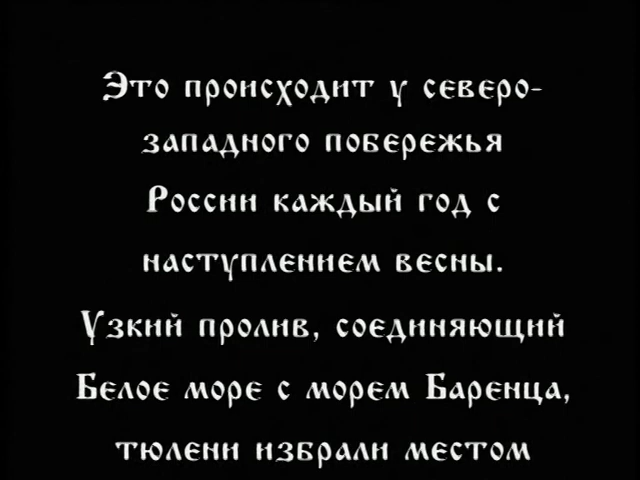 Это происходит у северо-
западного побережья
России каждый год с
наступлением весны.
Узкий пролив, соединяющий
Белое море с морем Баренца,
тюлени избрали местом